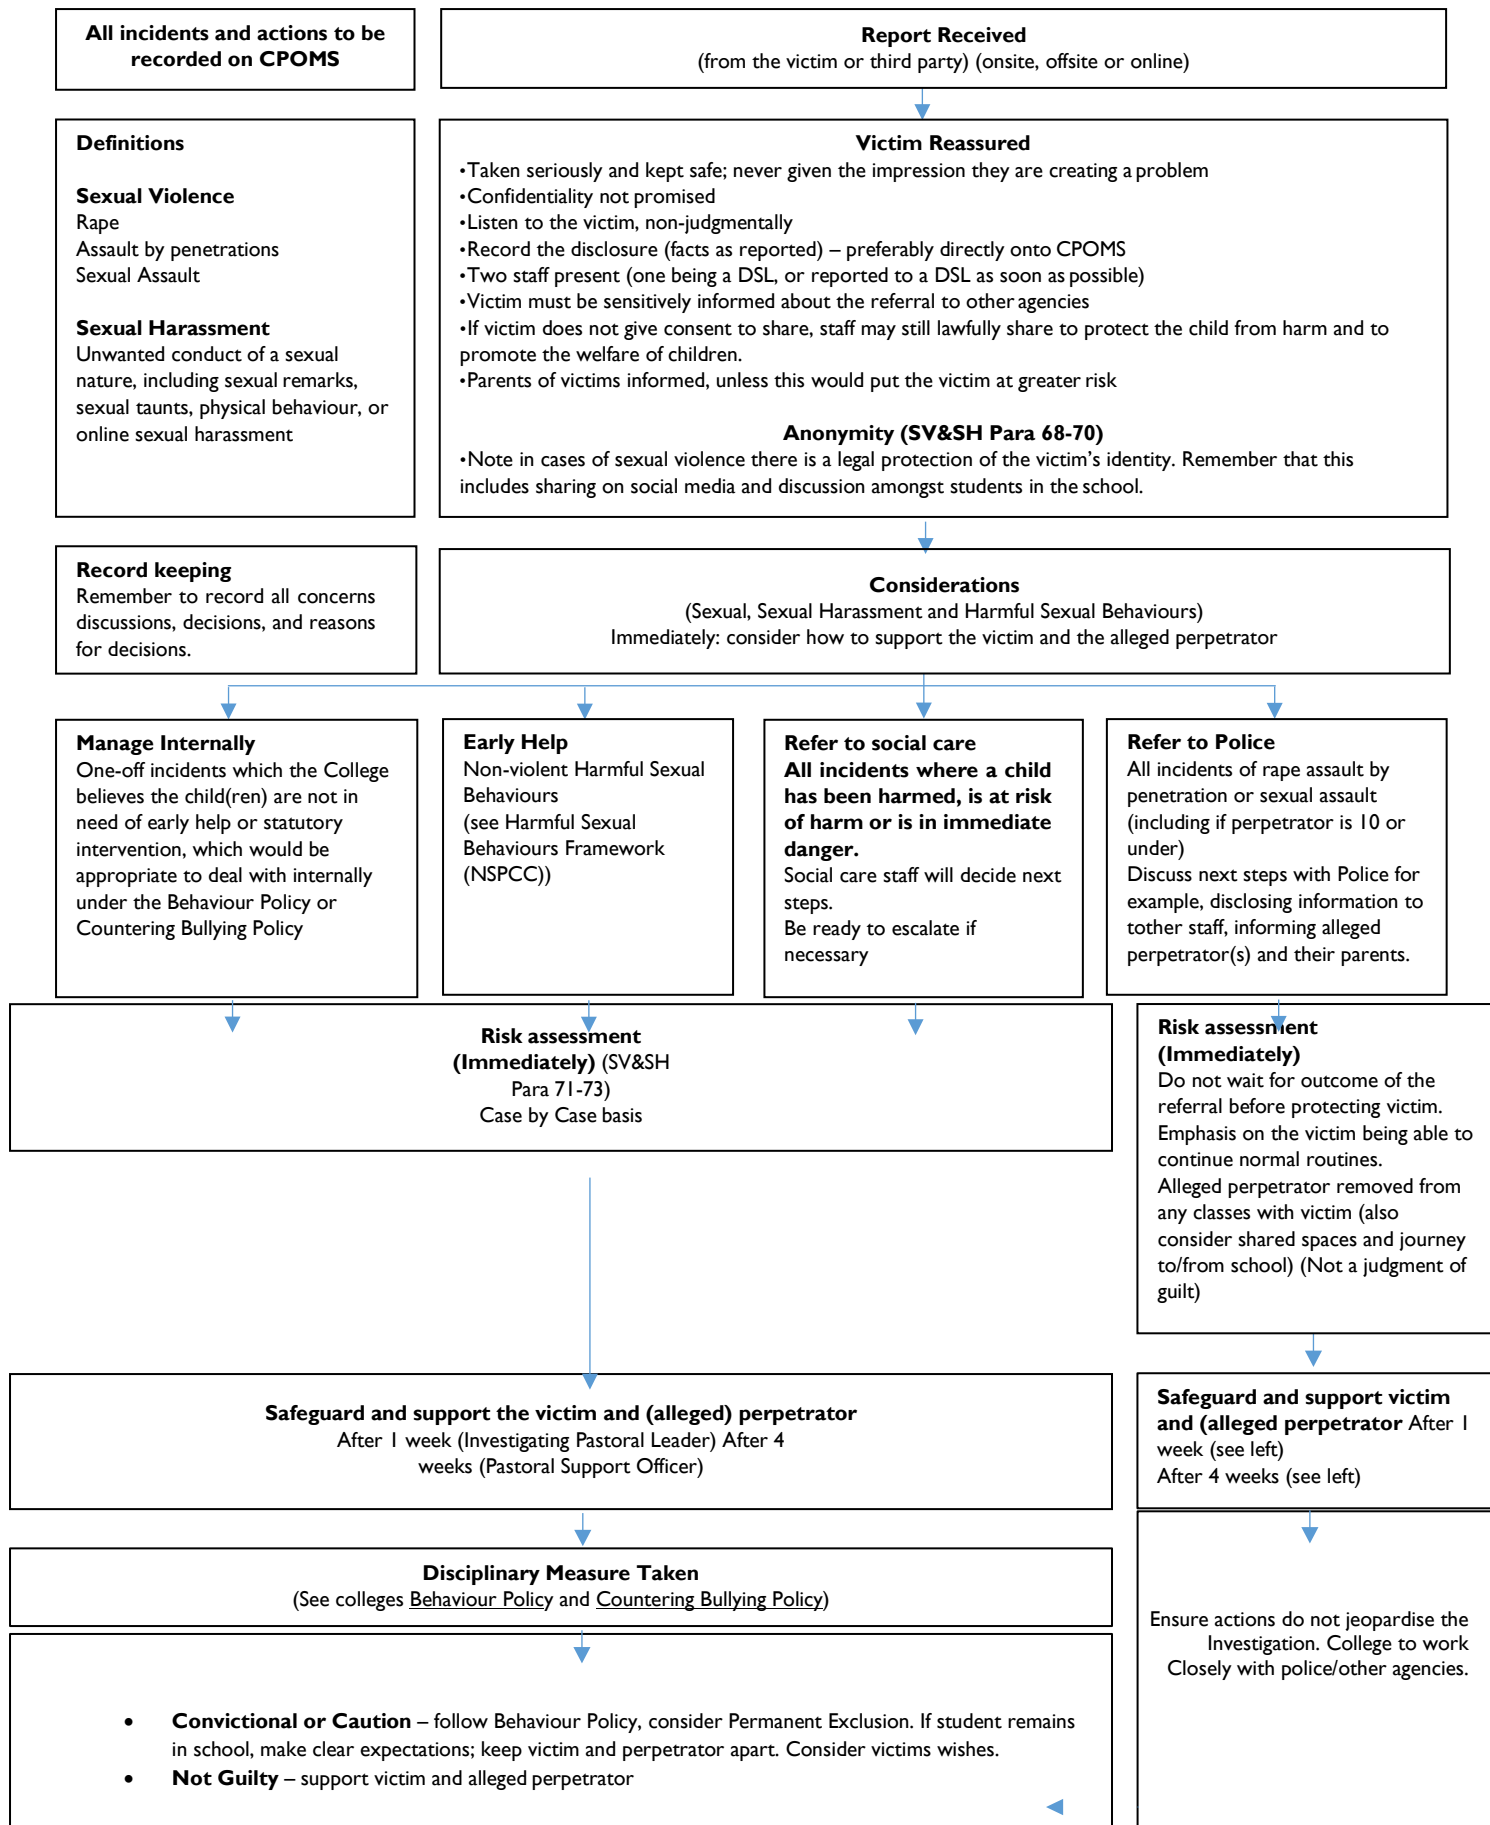 All incidents and actions to be
recorded on CPOMS
Report Received
(from the victim or third party) (onsite, offsite or online)
Definitions
Sexual Violence
Rape
Assault by penetrations
Sexual Assault
Sexual Harassment
Unwanted conduct of a sexual
nature, including sexual remarks,
sexual taunts, physical behaviour, or
online sexual harassment
Victim Reassured
•Taken seriously and kept safe; never given the impression they are creating a problem
•Confidentiality not promised
•Listen to the victim, non-judgmentally
•Record the disclosure (facts as reported) – preferably directly onto CPOMS
•Two staff present (one being a DSL, or reported to a DSL as soon as possible)
•Victim must be sensitively informed about the referral to other agencies
•If victim does not give consent to share, staff may still lawfully share to protect the child from harm and to
promote the welfare of children.
•Parents of victims informed, unless this would put the victim at greater risk
Anonymity (SV&SH Para 68-70)
•Note in cases of sexual violence there is a legal protection of the victim's identity. Remember that this
includes sharing on social media and discussion amongst students in the school.
Record keeping
Remember to record all concerns
discussions, decisions, and reasons
for decisions.
Considerations
(Sexual, Sexual Harassment and Harmful Sexual Behaviours)
Immediately: consider how to support the victim and the alleged perpetrator
Manage Internally
One-off incidents which the College
believes the child(ren) are not in
need of early help or statutory
intervention, which would be
appropriate to deal with internally
under the Behaviour Policy or
Countering Bullying Policy
Early Help
Non-violent Harmful Sexual
Behaviours
(see Harmful Sexual
Behaviours Framework
(NSPCC))
Refer to social care
All incidents where a child
has been harmed, is at risk
of harm or is in immediate
danger.
Social care staff will decide next
steps.
Be ready to escalate if
necessary
Refer to Police
All incidents of rape assault by
penetration or sexual assault
(including if perpetrator is 10 or
under)
Discuss next steps with Police for
example, disclosing information to
tother staff, informing alleged
perpetrator(s) and their parents.
Risk assessment
(Immediately) (SV&SH
Para 71-73)
Case by Case basis
Risk assessment
(Immediately)
Do not wait for outcome of the
referral before protecting victim.
Emphasis on the victim being able to
continue normal routines.
Alleged perpetrator removed from
any classes with victim (also
consider shared spaces and journey
to/from school) (Not a judgment of
guilt)
Safeguard and support the victim and (alleged) perpetrator
After 1 week (Investigating Pastoral Leader) After 4
weeks (Pastoral Support Officer)
Safeguard and support victim
and (alleged perpetrator After 1
week (see left)
After 4 weeks (see left)
Disciplinary Measure Taken
(See colleges Behaviour Policy and Countering Bullying Policy)
Ensure actions do not jeopardise the
Investigation. College to work
Closely with police/other agencies.
• Convictional or Caution – follow Behaviour Policy, consider Permanent Exclusion. If student remains
in school, make clear expectations; keep victim and perpetrator apart. Consider victims wishes.
• Not Guilty – support victim and alleged perpetrator